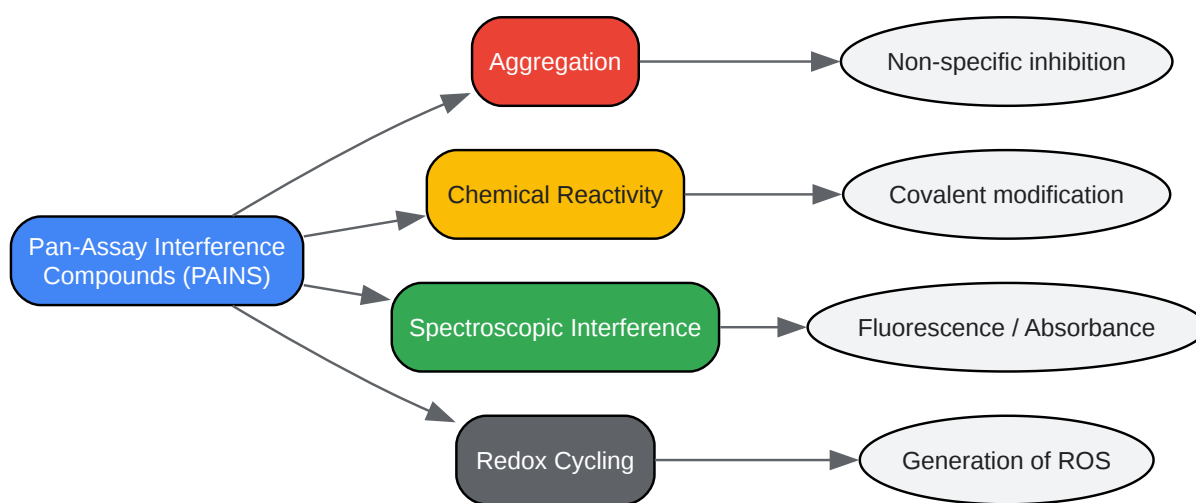 Aggregation
Non-specific inhibition
Chemical Reactivity
Covalent modification
Pan-Assay Interference
Compounds (PAINS)
Spectroscopic Interference
Fluorescence / Absorbance
Redox Cycling
Generation of ROS